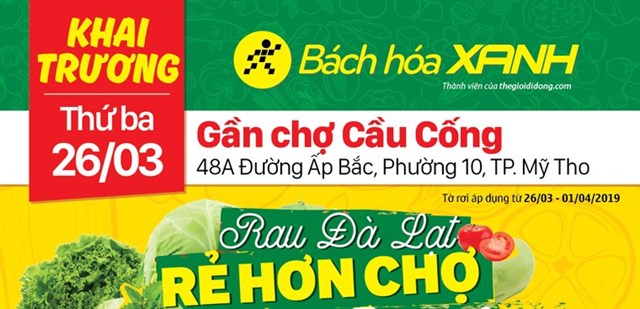 KHAI
TRƯƠNG
Thứ ba
26/03
Bách hóa XANH
Thành viên của thegioididong.com
Gần chợ Cầu Cống
48A Đường Ấp Bắc, Phường 10, TP. Mỹ Tho
Tờ rơi áp dụng từ 26/03 - 01/04/2019
Rau Đà Lạt
RẺ HƠN CHỢ